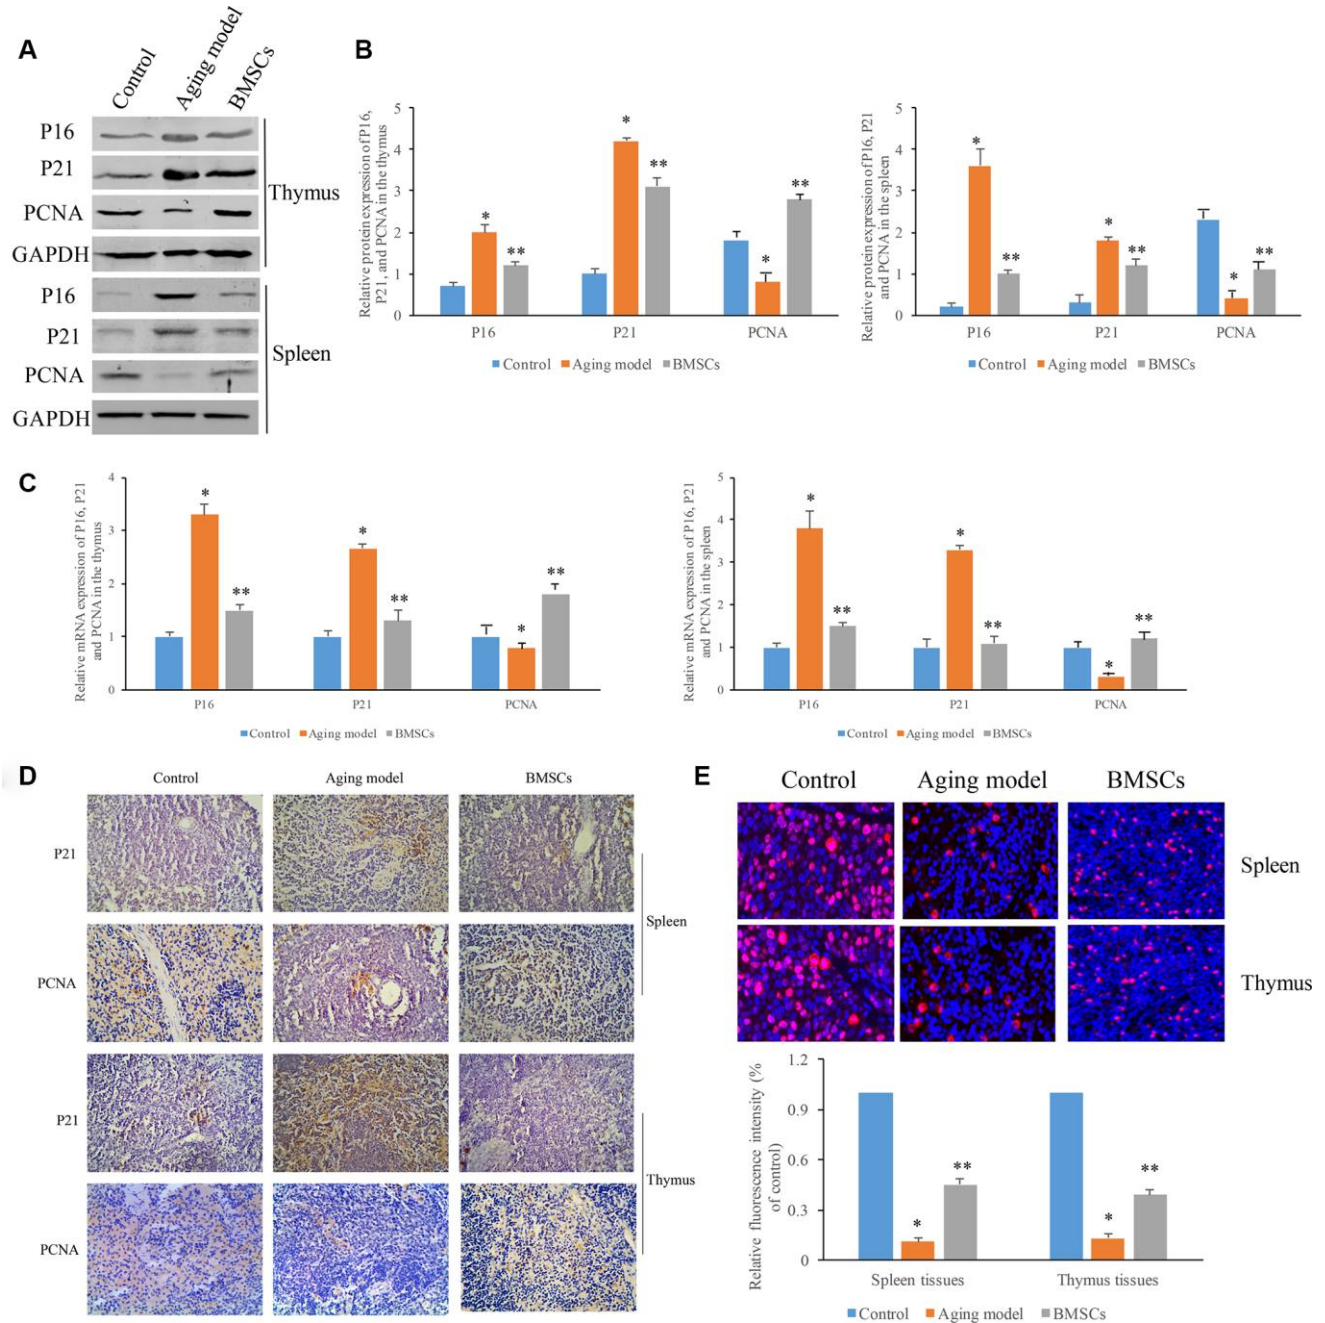 A
Control
Aging model
BMSCs
P16
P21
PCNA
GAPDH
Thymus
P16
P21
PCNA
GAPDH
Spleen
B
Relative protein expression of P16,
P21, and PCNA in the thymus
5
4
3
2
1
0
*
**
*
**
*
**
P16 P21 PCNA
Control Aging model BMSCs
Relative protein expression of P16, P21
and PCNA in the spleen
5
4
3
2
1
0
*
**
*
**
*
**
P16 P21 PCNA
Control Aging model BMSCs
C
Relative mRNA expression of P16, P21
and PCNA in the thymus
4
3
2
1
0
*
**
*
**
*
**
P16 P21 PCNA
Control Aging model BMSCs
Relative mRNA expression of P16, P21
and PCNA in the spleen
5
4
3
2
1
0
*
**
*
**
*
**
P16 P21 PCNA
Control Aging model BMSCs
D
Control Aging model BMSCs
P21
PCNA
Spleen
P21
PCNA
Thymus
E
Control Aging model BMSCs
Spleen
Thymus
Relative fluorescence intensity (%
of control)
1.2
0.9
0.6
0.3
0
*
**
*
**
Spleen tissues Thymus tissues
Control Aging model BMSCs